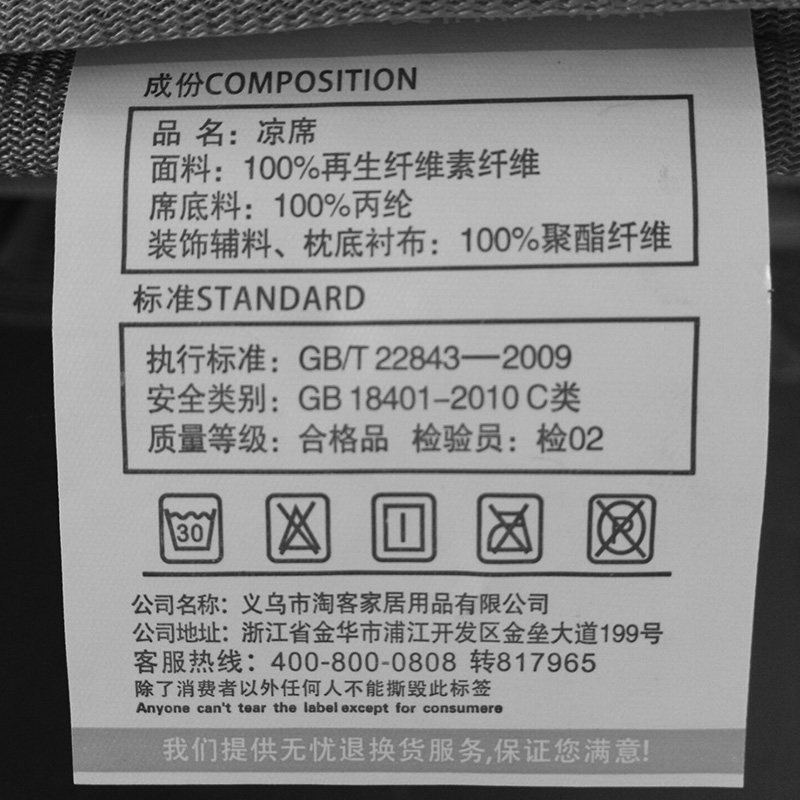 成份COMPOSITION
品 名：凉席
面料：100%再生纤维素纤维
席底料：100%丙纶
装饰辅料、枕底衬布：100%聚酯纤维
标准STANDARD
执行标准：GB/T 22843—2009
安全类别：GB 18401-2010 C类
质量等级：合格品 检验员：检02
30
公司名称：义乌市淘客家居用品有限公司
公司地址：浙江省金华市浦江开发区金垒大道199号
客服热线：400-800-0808 转817965
除了消费者以外任何人不能撕毁此标签
Anyone can't tear the label except for consumere
我们提供无忧退换货服务,保证您满意!